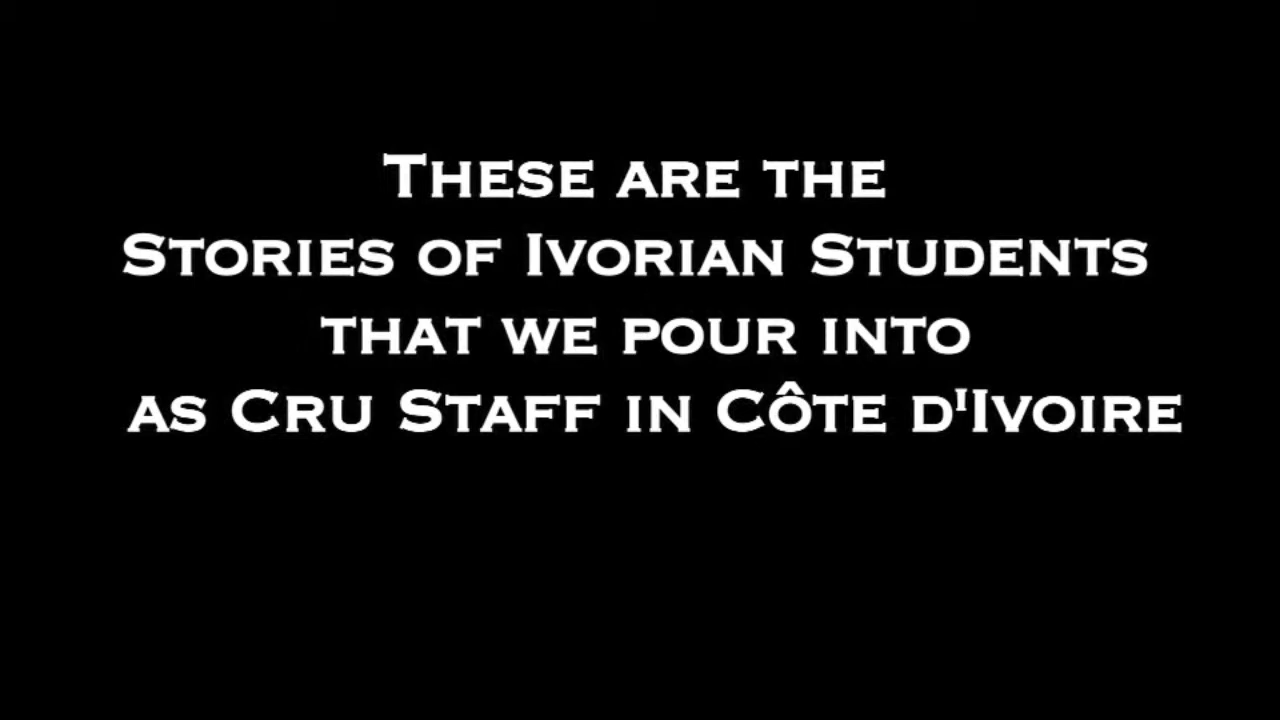 These are the
Stories of Ivorian Students
that we pour into
as Cru Staff in Côte d'Ivoire